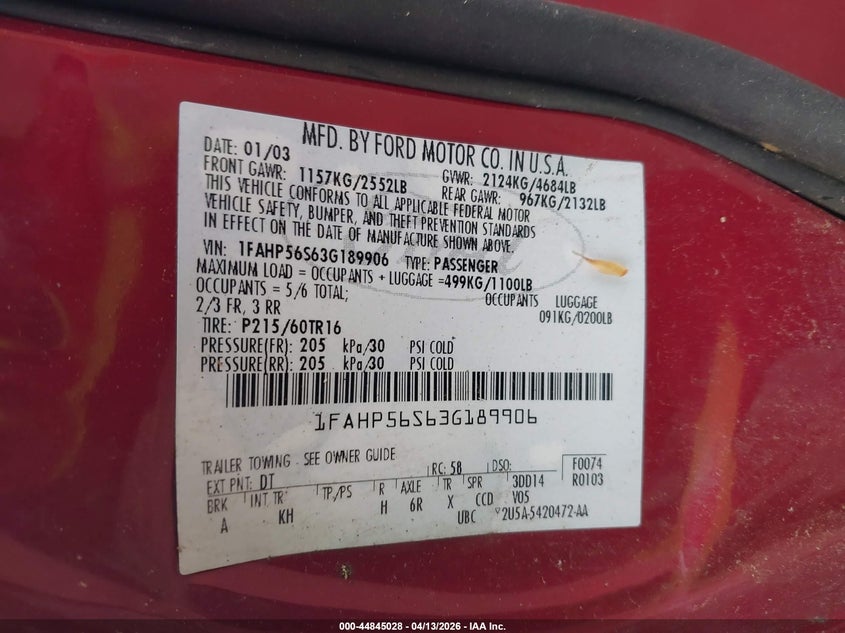 MFD. BY FORD MOTOR CO. IN U.S.A.
DATE: 01/03 GVWR: 2124KG/4684LB
FRONT GAWR: 1157KG/2552LB REAR GAWR: 967KG/2132LB
THIS VEHICLE CONFORMS TO ALL APPLICABLE FEDERAL MOTOR
VEHICLE SAFETY, BUMPER, AND THEFT PREVENTION STANDARDS
IN EFFECT ON THE DATE OF MANUFACTURE SHOWN ABOVE.
VIN: 1FAHP56S63G189906 TYPE: PASSENGER
MAXIMUM LOAD = OCCUPANTS + LUGGAGE =499KG/1100LB
OCCUPANTS = 5/6 TOTAL; OCCUPANTS LUGGAGE
2/3 FR, 3 RR 091KG/0200LB
TIRE: P215/60TR16
PRESSURE(FR): 205 kPa/30 PSI COLD
PRESSURE(RR): 205 kPa/30 PSI COLD
1FAHP56S63G189906
TRAILER TOWING - SEE OWNER GUIDE
EXT PNT: DT RC: 58 DSO: F0074
BRK INT. TR TP/PS R AXLE TR SPR 3DD14 R0103
A KH H 6R X CCD V05
UBC 2U5A-5420472-AA
000-44845028 - 04/13/2026 - IAA Inc.